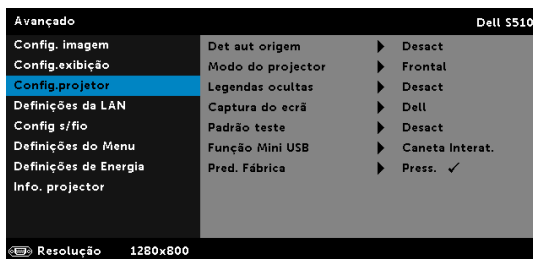 Avançado Dell S510
Config. imagem
Config.exibição
Config.projetor
Definições da LAN
Config s/fio
Definições do Menu
Definições de Energia
Info. projector
Det aut origem Desact
Modo do projector Frontal
Legendas ocultas Desact
Captura do ecrã Dell
Padrão teste Desact
Função Mini USB Caneta Interat.
Pred. Fábrica Press. ✓
Resolução 1280x800